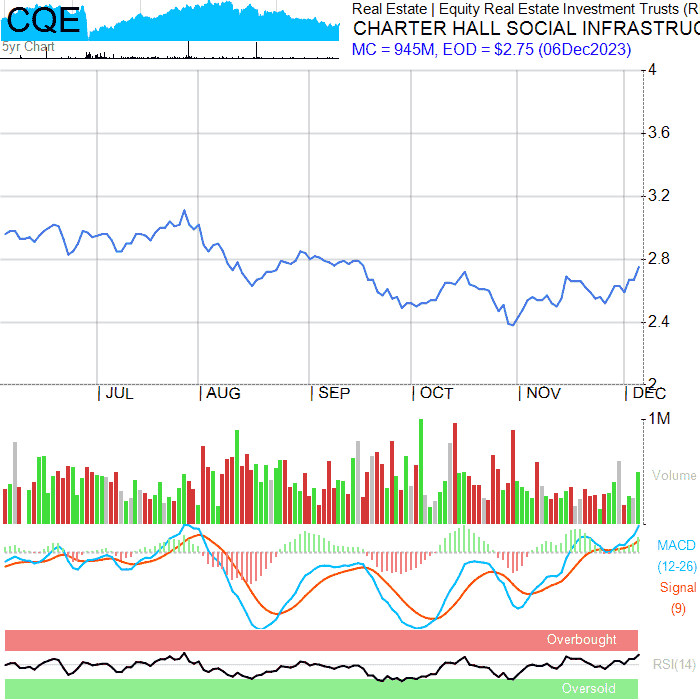 CQE
5yr Chart
Real Estate | Equity Real Estate Investment Trusts (R
CHARTER HALL SOCIAL INFRASTRUC
MC = 945M, EOD = $2.75 (06Dec2023)
4
3.6
3.2
2.8
2.4
2
| JUL | AUG | SEP | OCT | NOV | DEC
1M
Volume
MACD
(12-26)
Signal
(9)
Overbought
RSI(14)
Oversold